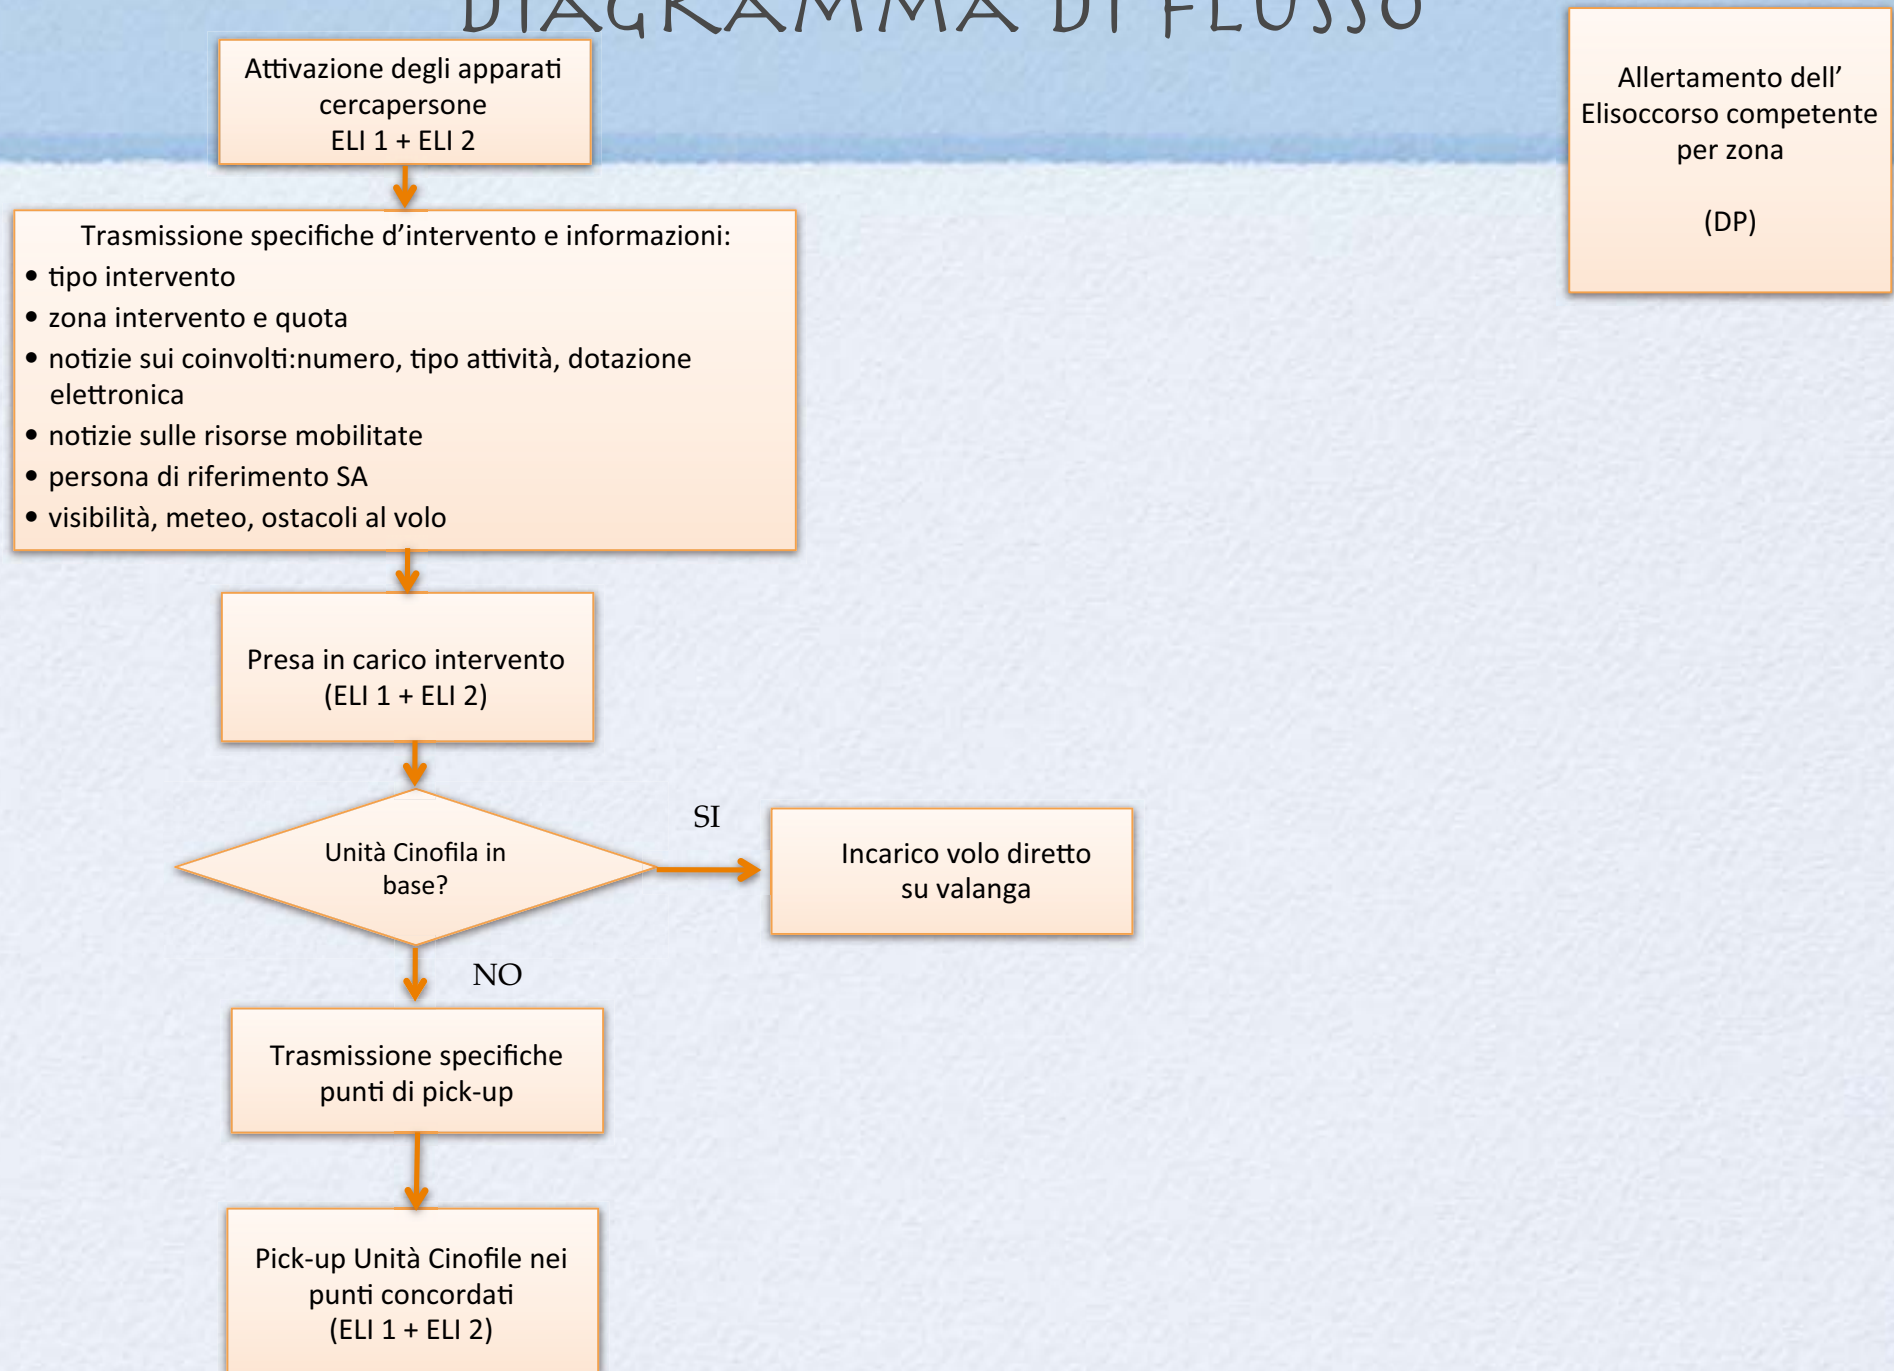 DIAGRAMMA DI FLUSSO
Attivazione degli apparati
cercapersone
ELI 1 + ELI 2
Allertamento dell’
Elisoccorso competente
per zona
(DP)
Trasmissione specifiche d’intervento e informazioni:
• tipo intervento
• zona intervento e quota
• notizie sui coinvolti:numero, tipo attività, dotazione
elettronica
• notizie sulle risorse mobilitate
• persona di riferimento SA
• visibilità, meteo, ostacoli al volo
Presa in carico intervento
(ELI 1 + ELI 2)
Unità Cinofila in
base?
SI
Incarico volo diretto
su valanga
NO
Trasmissione specifiche
punti di pick-up
Pick-up Unità Cinofile nei
punti concordati
(ELI 1 + ELI 2)